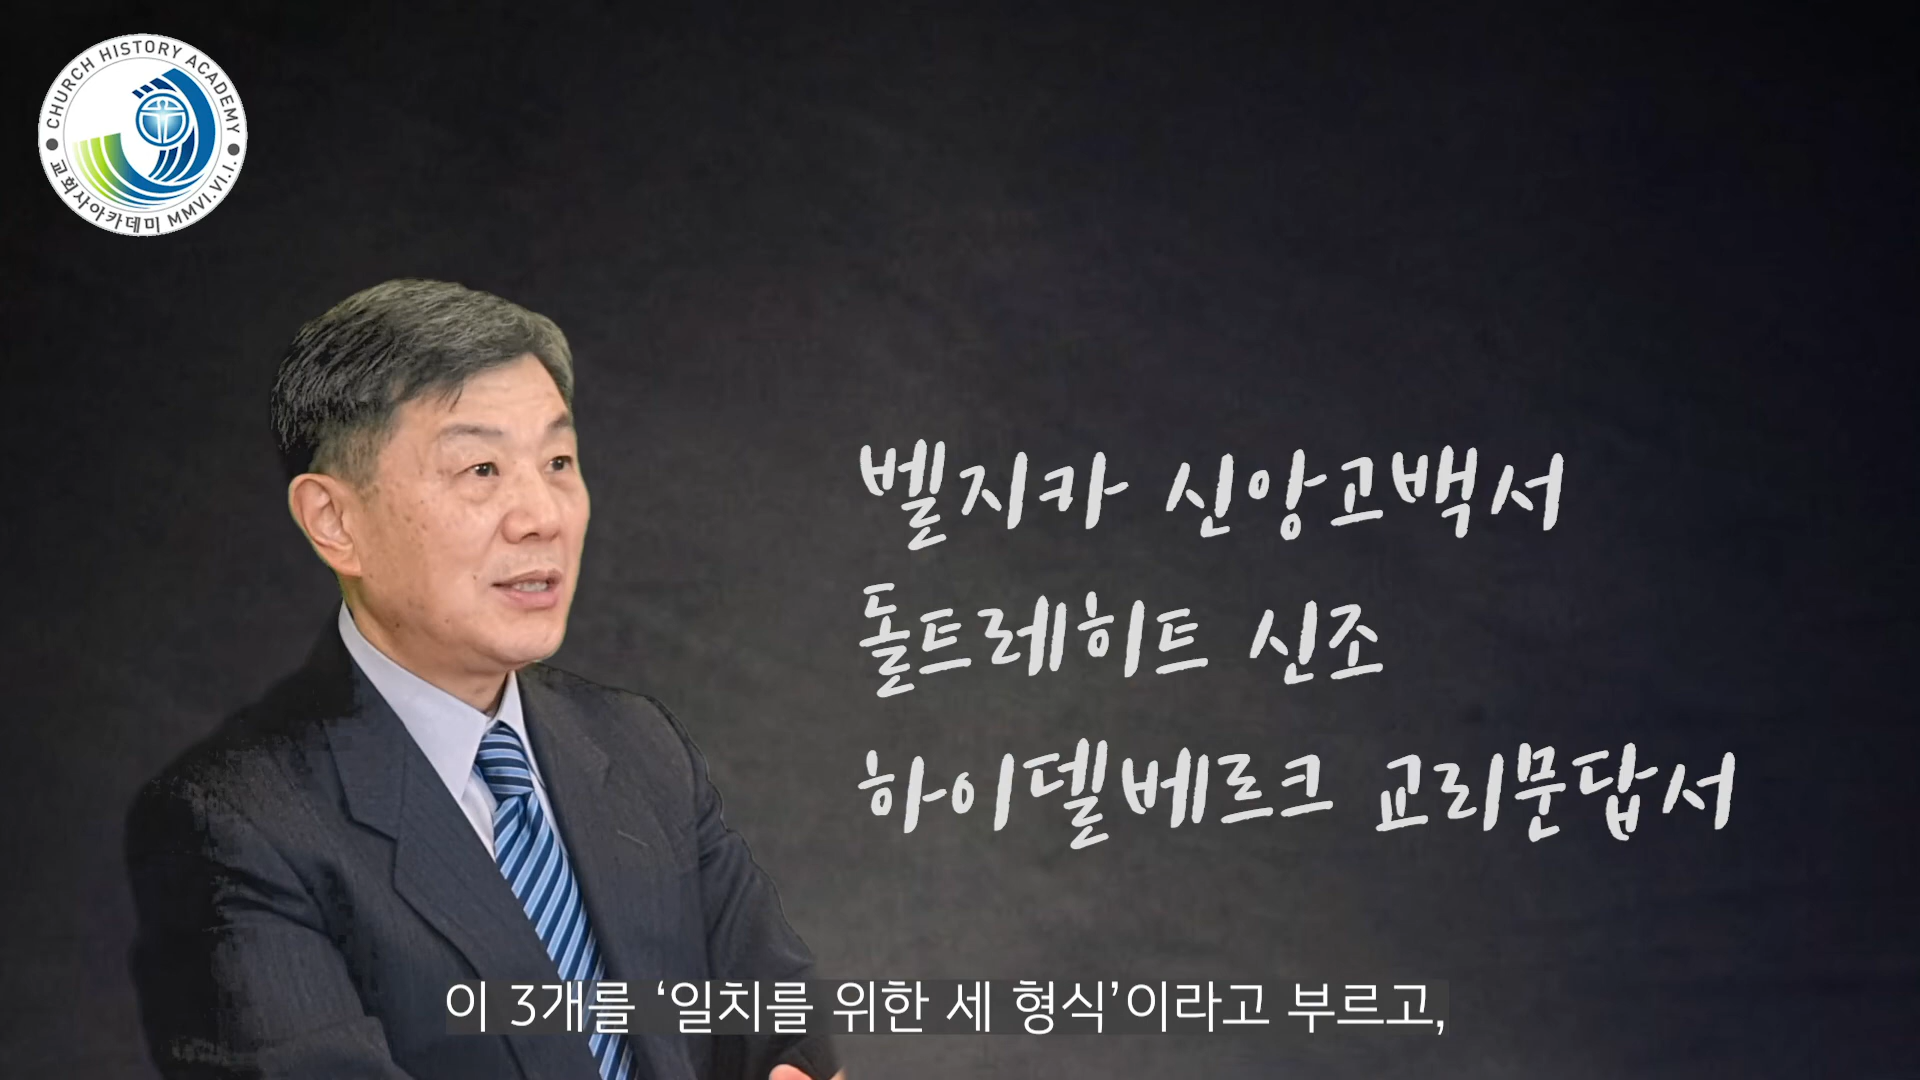 CHURCH HISTORY ACADEMY
교회사아카데미 MMVI.VI.I.
벨지카 신앙고백서
돌트레히트 신조
하이델베르크 교리문답서
이 3개를 ‘일치를 위한 세 형식’이라고 부르고,